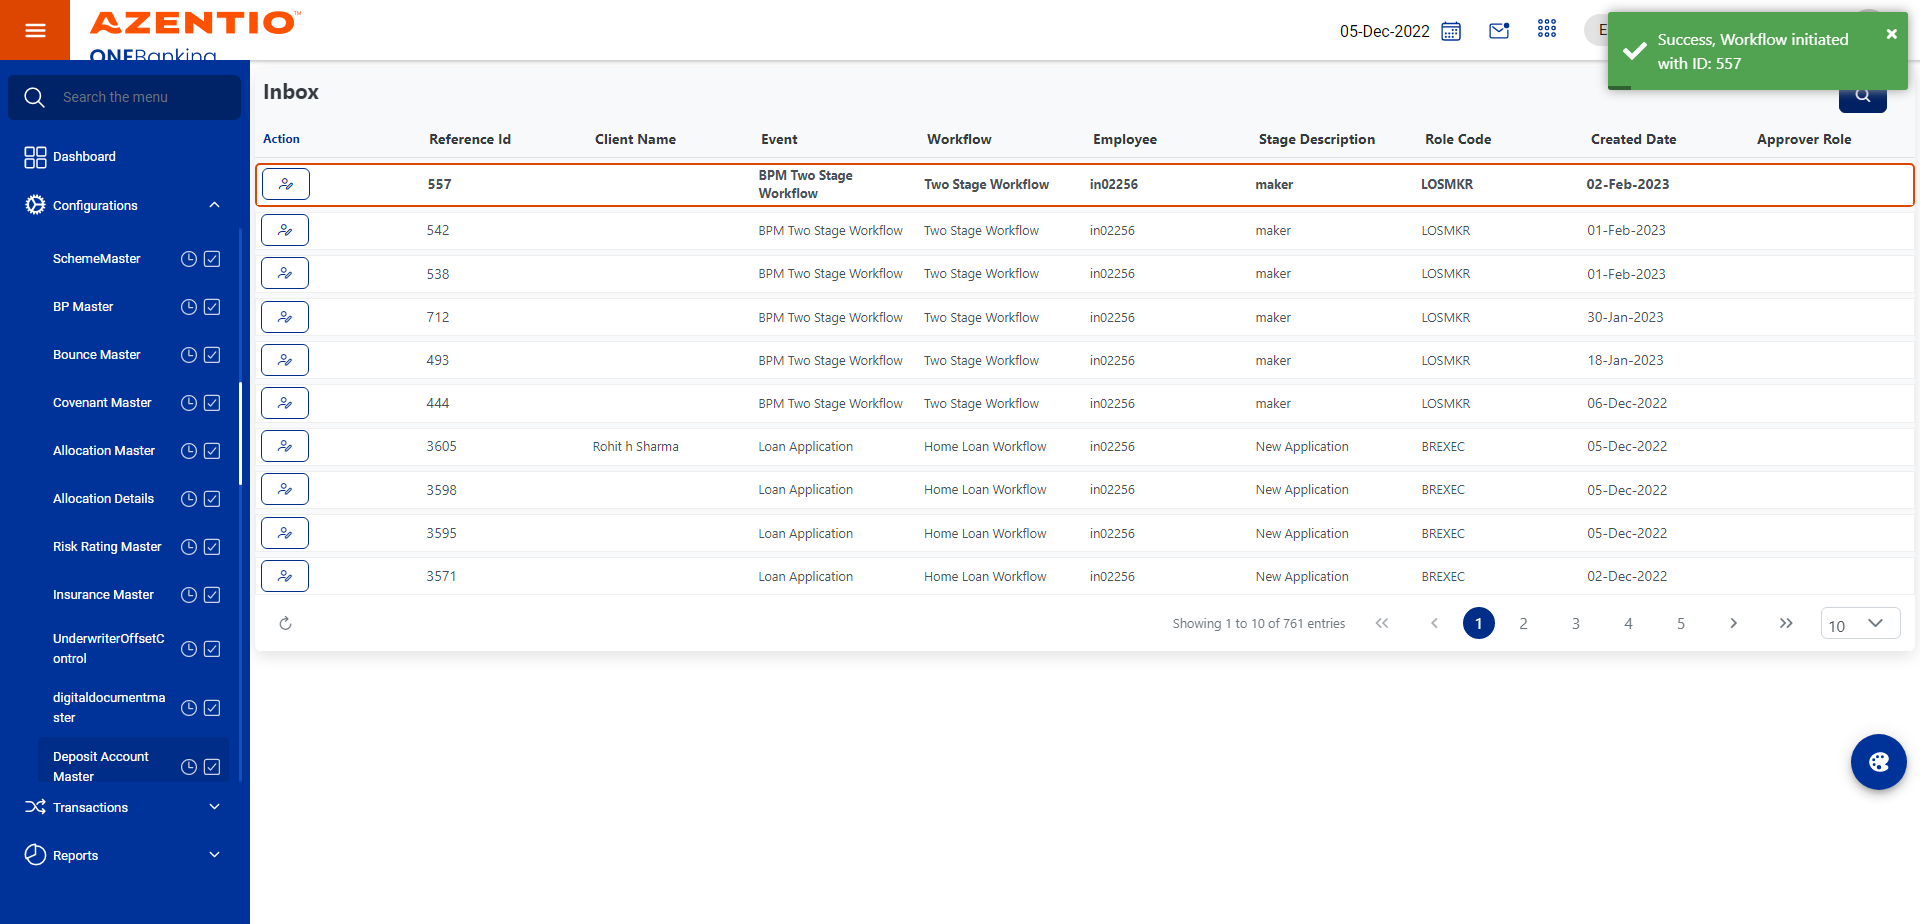 AZENTIO™
ONEBanking
05-Dec-2022
E
Success, Workflow initiated
with ID: 557
Search the menu
Dashboard
Configurations
SchemeMaster
BP Master
Bounce Master
Covenant Master
Allocation Master
Allocation Details
Risk Rating Master
Insurance Master
UnderwriterOffsetC
ontrol
digitaldocumentma
ster
Deposit Account
Master
Transactions
Reports
Inbox
Action Reference Id Client Name Event Workflow Employee Stage Description Role Code Created Date Approver Role
557 BPM Two Stage Workflow Two Stage Workflow in02256 maker LOSMKR 02-Feb-2023
542 BPM Two Stage Workflow Two Stage Workflow in02256 maker LOSMKR 01-Feb-2023
538 BPM Two Stage Workflow Two Stage Workflow in02256 maker LOSMKR 01-Feb-2023
712 BPM Two Stage Workflow Two Stage Workflow in02256 maker LOSMKR 30-Jan-2023
493 BPM Two Stage Workflow Two Stage Workflow in02256 maker LOSMKR 18-Jan-2023
444 BPM Two Stage Workflow Two Stage Workflow in02256 maker LOSMKR 06-Dec-2022
3605 Rohit h Sharma Loan Application Home Loan Workflow in02256 New Application BREXEC 05-Dec-2022
3598 Loan Application Home Loan Workflow in02256 New Application BREXEC 05-Dec-2022
3595 Loan Application Home Loan Workflow in02256 New Application BREXEC 05-Dec-2022
3571 Loan Application Home Loan Workflow in02256 New Application BREXEC 02-Dec-2022
Showing 1 to 10 of 761 entries 1 2 3 4 5 10